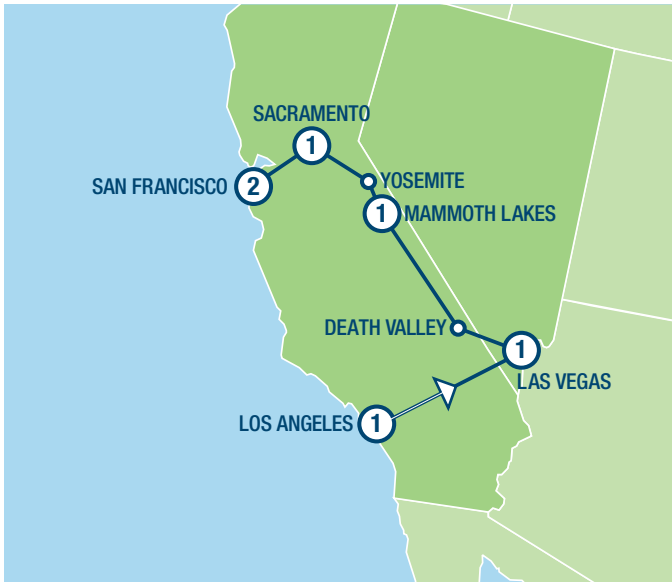 SACRAMENTO
1
SAN FRANCISCO 2
YOSEMITE
1 MAMMOTH LAKES
DEATH VALLEY
1
LAS VEGAS
LOS ANGELES 1